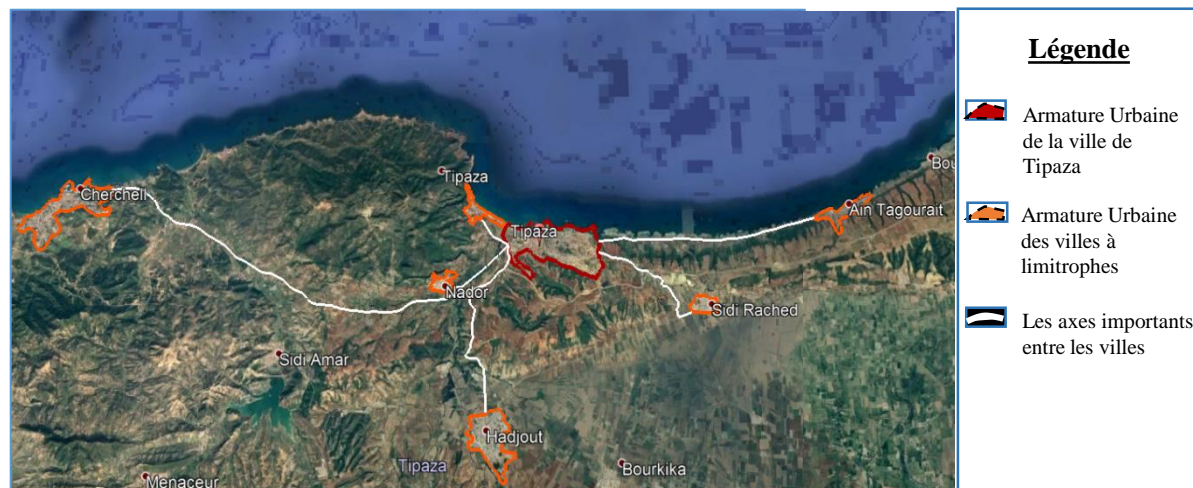 Légende
Armature Urbaine
de la ville de
Tipaza
Armature Urbaine
des villes à
limitrophes
Les axes importants
entre les villes
Cherchell
Tipaza
Tipaza
Ain Tagourait
Bou
Nador
Sidi Rached
Sidi Amar
Hadjout
Tipaza
Bourkika
Menaceur